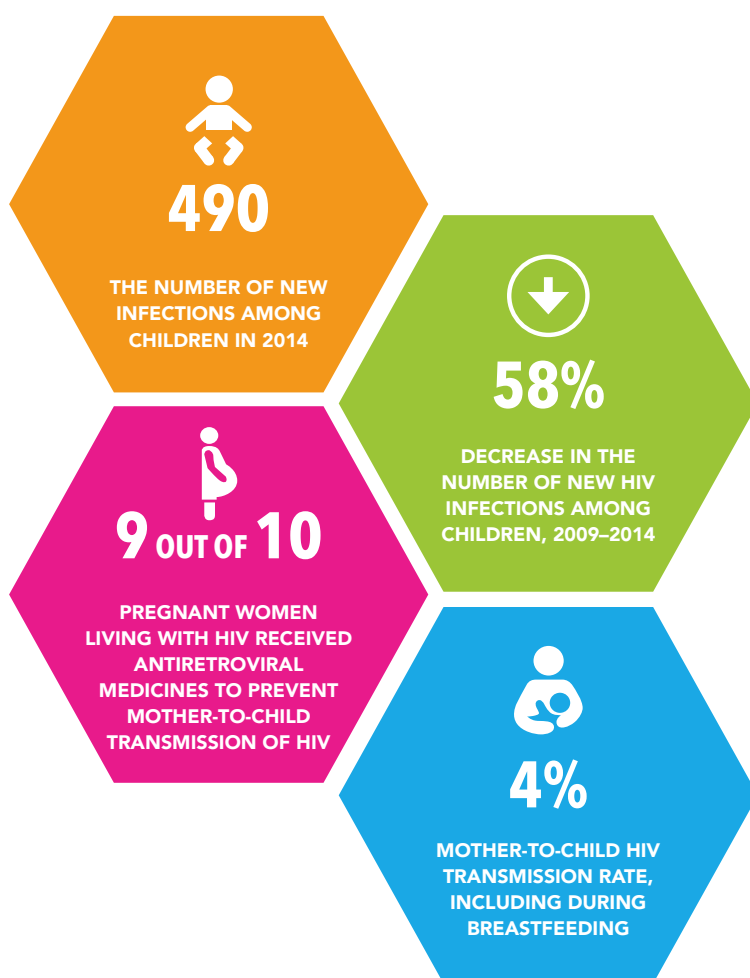 490
THE NUMBER OF NEW
INFECTIONS AMONG
CHILDREN IN 2014
58%
DECREASE IN THE
NUMBER OF NEW HIV
INFECTIONS AMONG
CHILDREN, 2009–2014
9 OUT OF 10
PREGNANT WOMEN
LIVING WITH HIV RECEIVED
ANTIRETROVIRAL
MEDICINES TO PREVENT
MOTHER-TO-CHILD
TRANSMISSION OF HIV
4%
MOTHER-TO-CHILD HIV
TRANSMISSION RATE,
INCLUDING DURING
BREASTFEEDING